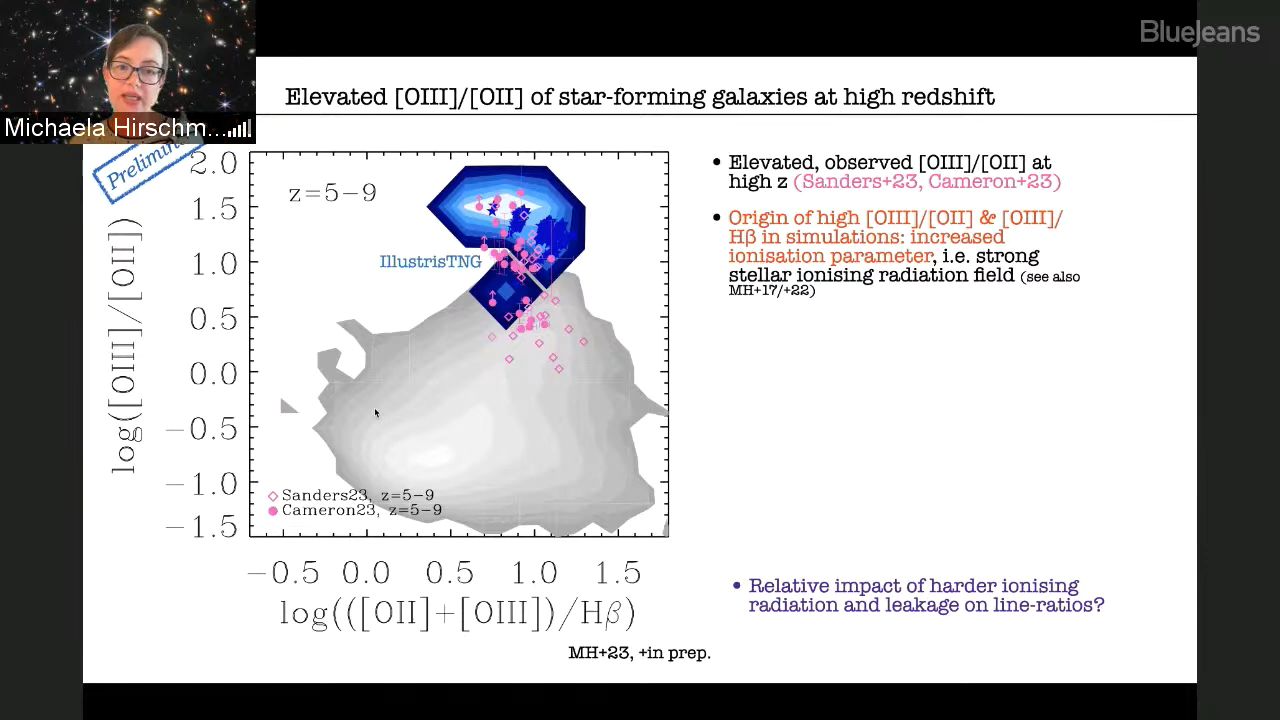 BlueJeans
Michaela Hirschm...
Elevated [OIII]/[OII] of star-forming galaxies at high redshift
z=5−9
IllustrisTNG
2.0
1.5
1.0
0.5
0.0
−0.5
−1.0
−1.5
log([OIII]/[OII])
Sanders23, z=5−9
Cameron23, z=5−9
−0.5 0.0 0.5 1.0 1.5
log(([OII]+[OIII])/Hβ)
• Elevated, observed [OIII]/[OII] at
high z (Sanders+23, Cameron+23)
• Origin of high [OIII]/[OII] & [OIII]/
Hβ in simulations: increased
ionisation parameter, i.e. strong
stellar ionising radiation field (see also
MH+17/+22)
• Relative impact of harder ionising
radiation and leakage on line-ratios?
MH+23, +in prep.